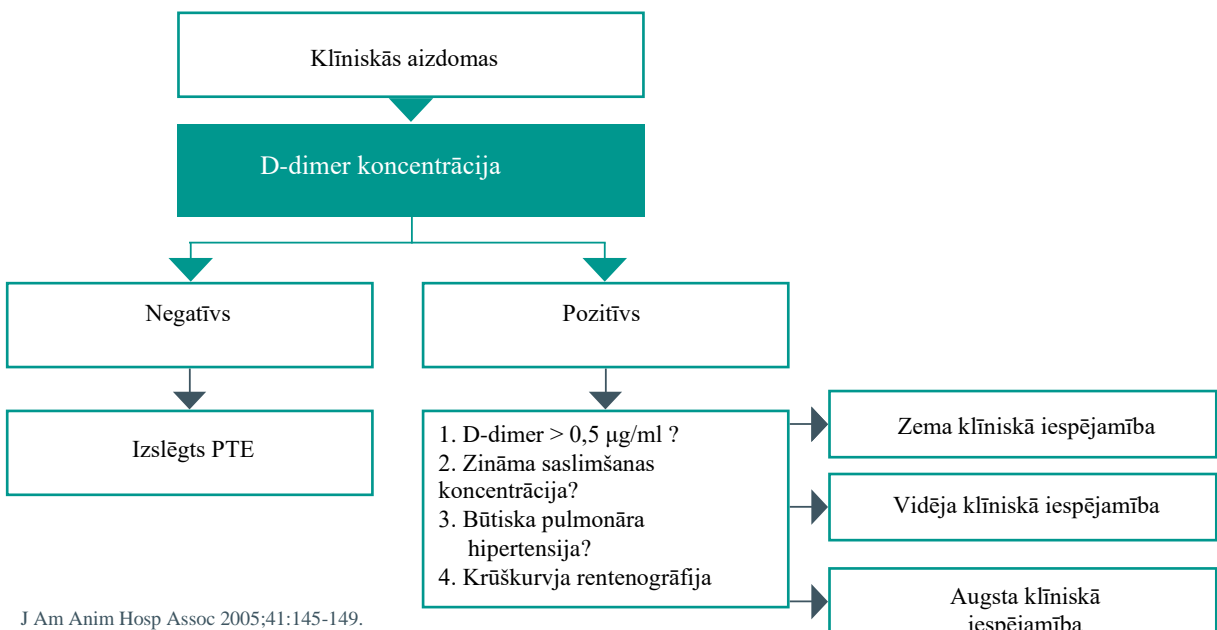 Klīniskās aizdomas
D-dimer koncentrācija
Negatīvs
Pozitīvs
Izslēgts PTE
1. D-dimer > 0,5 μg/ml ?
2. Zināma saslimšanas
koncentrācija?
3. Būtiska pulmonāra
hipertensija?
4. Krūškurvja rentenogrāfija
Zema klīniskā iespējamība
Vidēja klīniskā iespējamība
Augsta klīniskā
iespējamība
J Am Anim Hosp Assoc 2005;41:145-149.